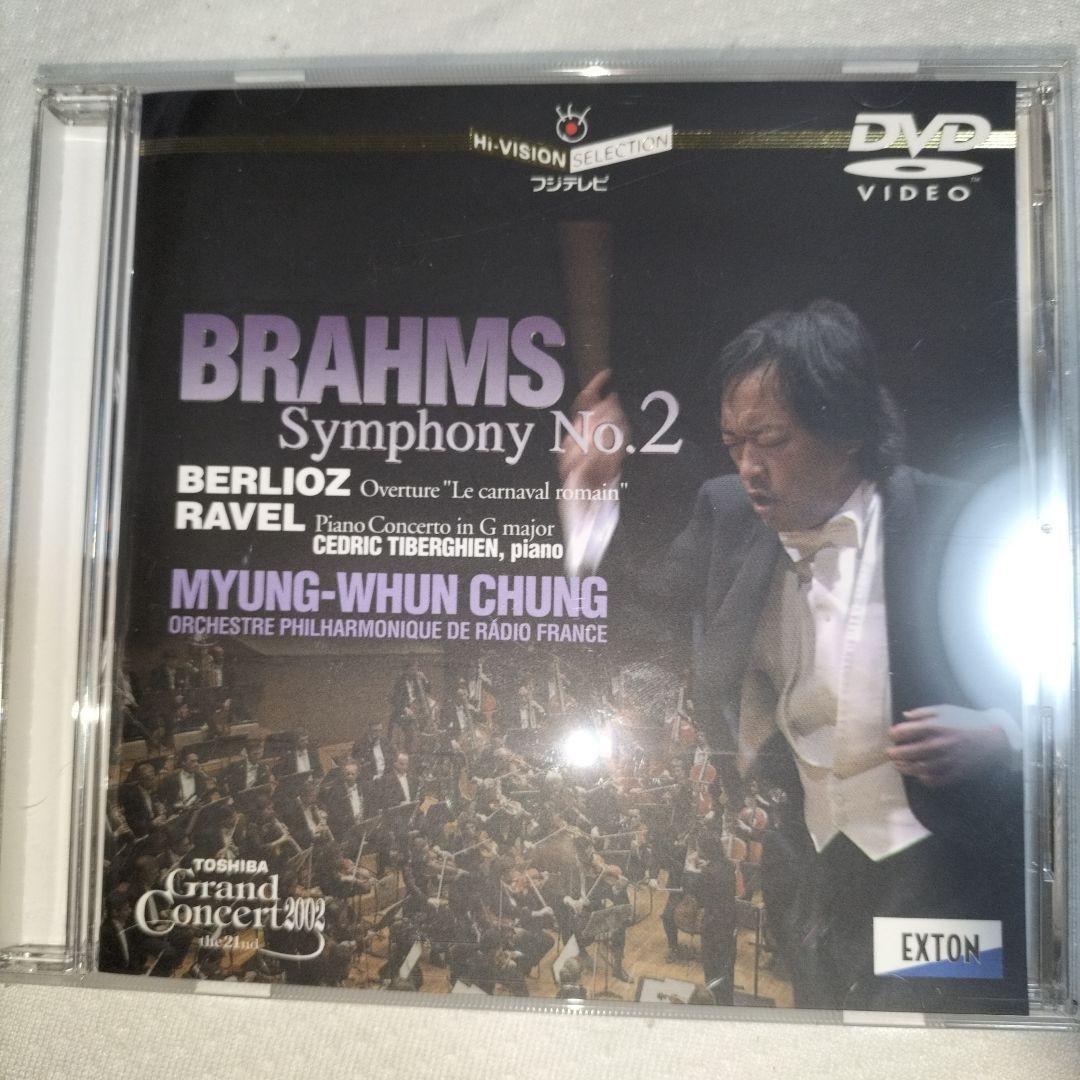 Hi-VISION SELECTION
フジテレビ
DVD
VIDEO
BRAHMS
Symphony No.2
BERLIOZ Overture "Le carnaval romain"
RAVEL Piano Concerto in G major
CEDRIC TIBERGHIEN, piano
MYUNG-WHUN CHUNG
ORCHESTRE PHILHARMONIQUE DE RADIO FRANCE
TOSHIBA
Grand
Concert 2002
the21nd
EXTON